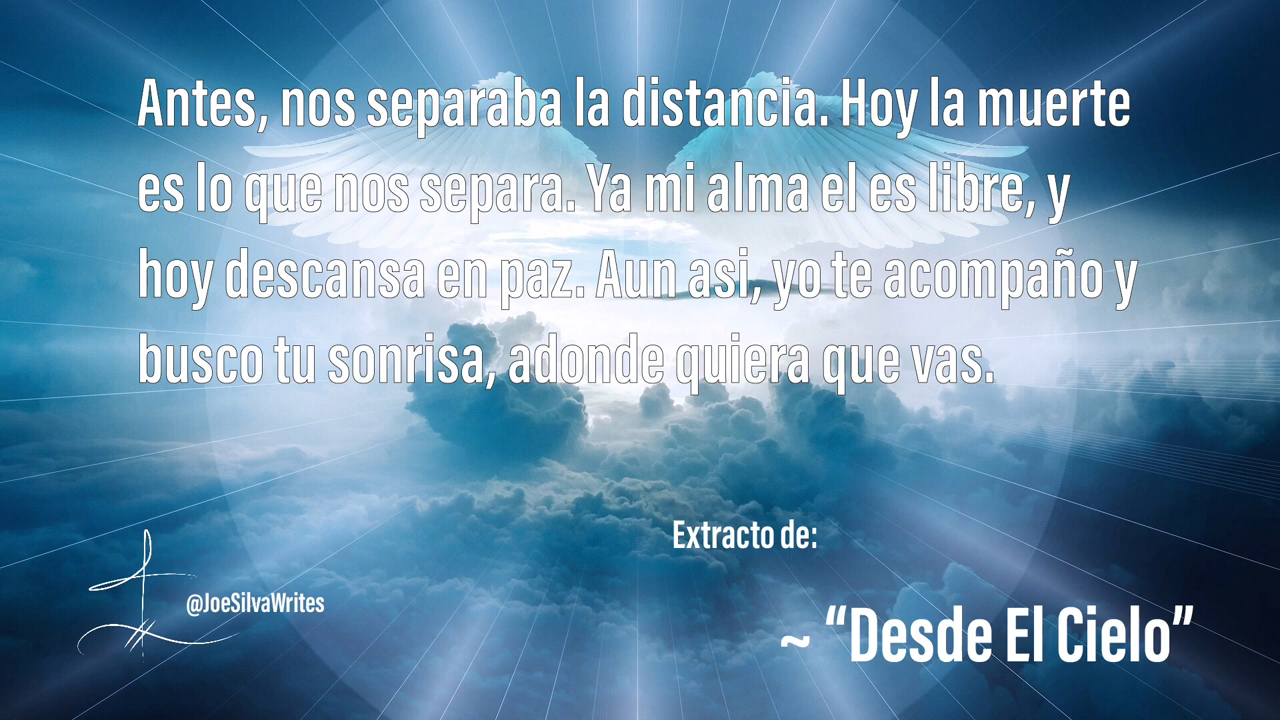 Antes, nos separaba la distancia. Hoy la muerte
es lo que nos separa. Ya mi alma el es libre, y
hoy descansa en paz. Aun asi, yo te acompaño y
busco tu sonrisa, adonde quiera que vas.
Extracto de:
@JoeSilvaWrites
~ “Desde El Cielo”